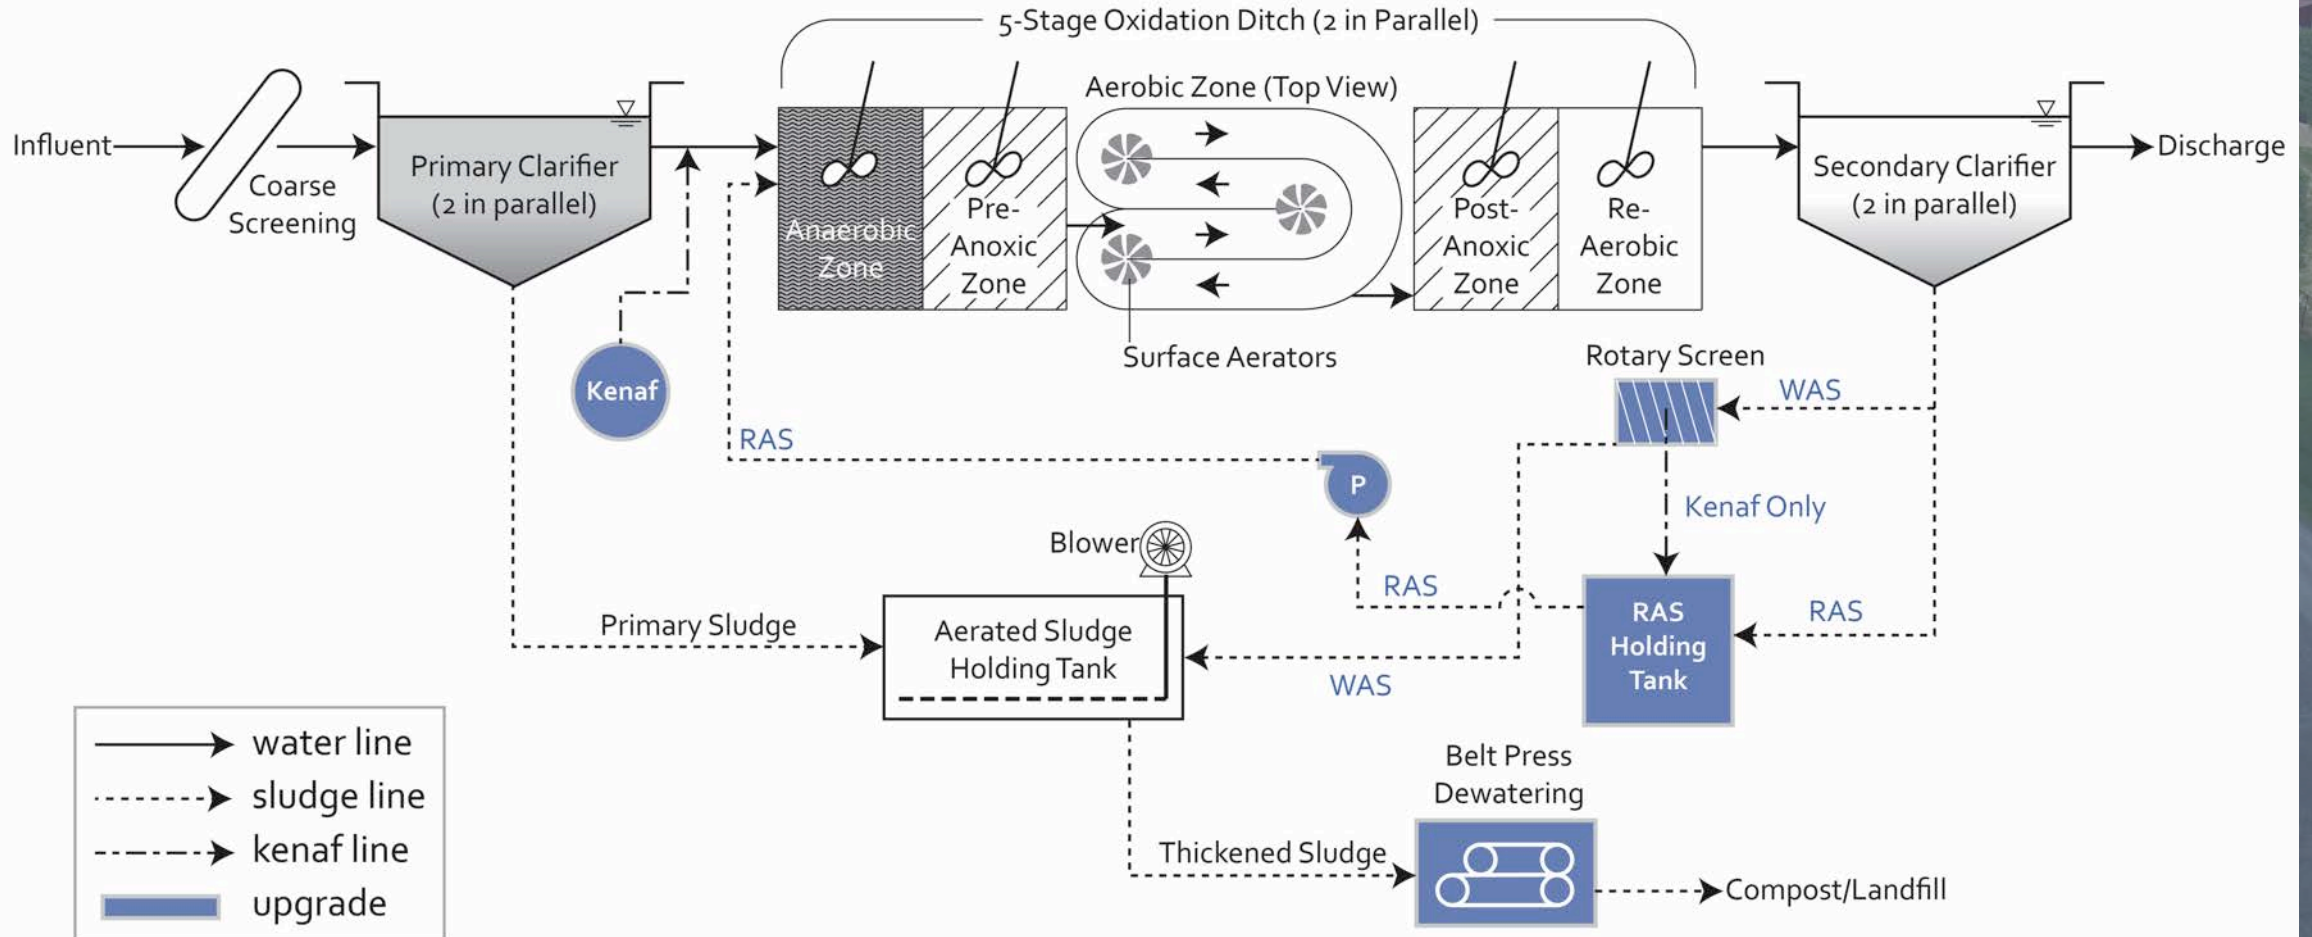 5-Stage Oxidation Ditch (2 in Parallel)
Aerobic Zone (Top View)
Influent
Coarse
Screening
Primary Clarifier
(2 in parallel)
Anaerobic
Zone
Pre-
Anoxic
Zone
Post-
Anoxic
Zone
Re-
Aerobic
Zone
Secondary Clarifier
(2 in parallel)
Discharge
Surface Aerators
Kenaf
RAS
Rotary Screen
WAS
P
Kenaf Only
Blower
RAS
RAS
Holding
Tank
RAS
Primary Sludge
Aerated Sludge
Holding Tank
WAS
water line
sludge line
kenaf line
upgrade
Thickened Sludge
Belt Press
Dewatering
Compost/Landfill